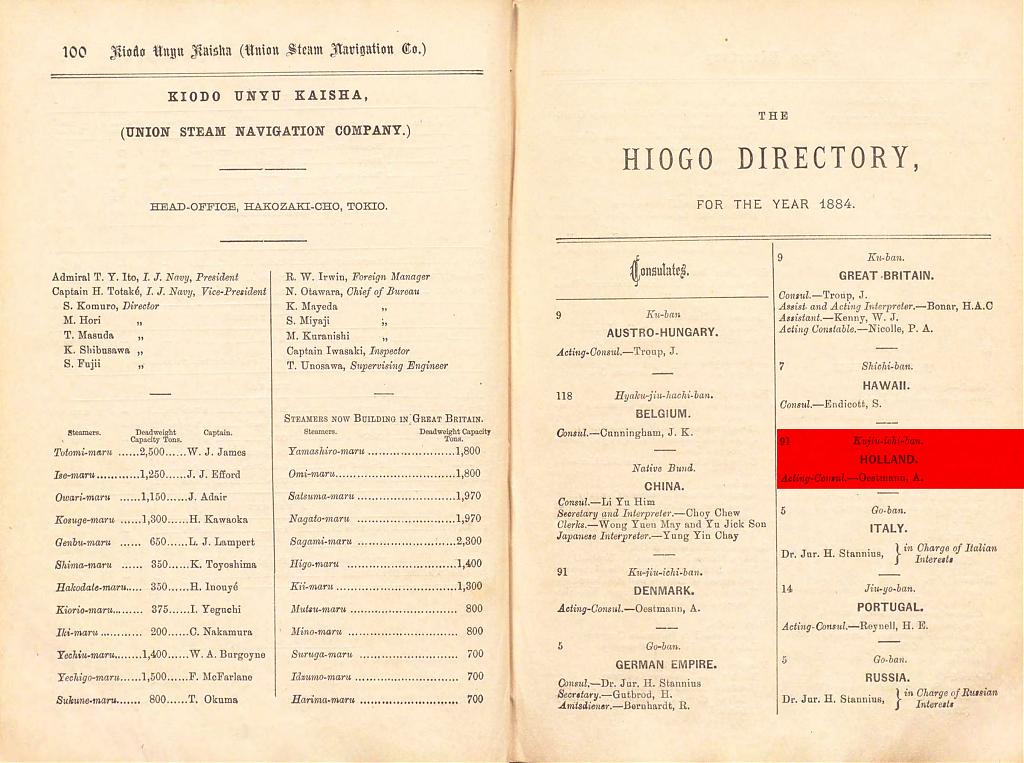 100 Kiodo Unyu Kaisha (Union Steam Navigation Co.)
KIODO UNYU KAISHA,
(UNION STEAM NAVIGATION COMPANY.)
HEAD-OFFICE, HAKOZAKI-CHO, TOKIO.
Admiral T. Y. Ito, I. J. Navy, President
Captain H. Totaké, I. J. Navy, Vice-President
S. Komuro, Director
M. Hori „
T. Masuda „
K. Shibusawa „
S. Fujii „
R. W. Irwin, Foreign Manager
N. Otawara, Chief of Bureau
K. Mayeda „
S. Miyaji „
M. Kuranishi „
Captain Iwasaki, Inspector
T. Unosawa, Supervising Engineer
Steamers. Deadweight Captain.
Capacity Tons.
Totomi-maru ......2,500......W. J. James
Ise-maru............1,250......J. J. Efford
Owari-maru ......1,150......J. Adair
Kosuge-maru ......1,300......H. Kawaoka
Genbu-maru ...... 650......L. J. Lampert
Shima-maru ...... 350......K. Toyoshima
Hakodate-maru.... 350......H. Inouyé
Kiorio-maru........ 375......I. Yeguchi
Iki-maru ............ 200......C. Nakamura
Yechiu-maru........1,400......W. A. Burgoyne
Yechigo-maru......1,500......F. McFarlane
Sukune-maru...... 800......T. Okuma
STEAMERS NOW BUILDING IN GREAT BRITAIN.
Steamers. Deadweight Capacity
Tons.
Yamashiro-maru ........................1,800
Omi-maru.................................1,800
Satsuma-maru ...........................1,970
Nagato-maru ............................1,970
Sagami-maru ............................2,300
Higo-maru ...............................1,400
Kii-maru .................................1,300
Mutsu-maru ............................ 800
Mino-maru .............................. 800
Suruga-maru ........................... 700
Idzumo-maru ........................... 700
Harima-maru ........................... 700
THE
HIOGO DIRECTORY,
FOR THE YEAR 1884.
Consulates.
9 Ku-ban
AUSTRO-HUNGARY.
Acting-Consul.—Troup, J.
118 Hyaku-jiu-hachi-ban.
BELGIUM.
Consul.—Cunningham, J. K.
Native Bund.
CHINA.
Consul.—Li Yu Him
Secretary and Interpreter.—Choy Chew
Clerks.—Wong Yuen May and Yu Jick Son
Japanese Interpreter.—Yung Yin Chay
91 Ku-jiu-ichi-ban.
DENMARK.
Acting-Consul.—Oestmann, A.
5 Go-ban.
GERMAN EMPIRE.
Consul.—Dr. Jur. H. Stannius
Secretary.—Gutbrod, H.
Amtsdiener.—Bernhardt, R.
9 Ku-ban.
GREAT BRITAIN.
Consul.—Troup, J.
Assist. and Acting Interpreter.—Bonar, H.A.C
Assistant.—Kenny, W. J.
Acting Constable.—Nicolle, P. A.
7 Shichi-ban.
HAWAII.
Consul.—Endicott, S.
91 Kujiu-ichi-ban.
HOLLAND.
Acting-Consul.—Oestmann, A.
5 Go-ban.
ITALY.
Dr. Jur. H. Stannius, } in Charge of Italian
Interests
14 Jiu-yo-ban.
PORTUGAL.
Acting-Consul.—Reynell, H. E.
5 Go-ban.
RUSSIA.
Dr. Jur. H. Stannius, } in Charge of Russian
Interests